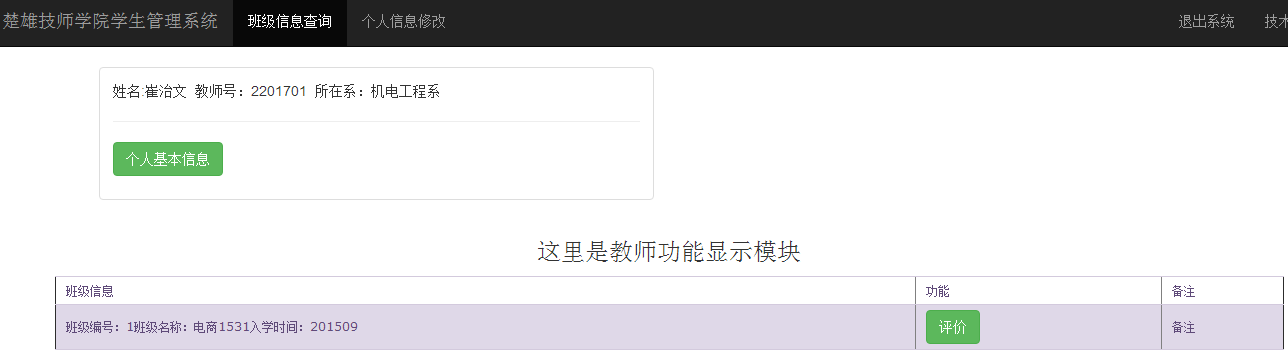 楚雄技师学院学生管理系统 班级信息查询 个人信息修改 退出系统 技术
姓名:崔治文 教师号：2201701 所在系：机电工程系
个人基本信息
这里是教师功能显示模块
班级信息 功能 备注
班级编号：1班级名称：电商1531入学时间：201509 评价 备注